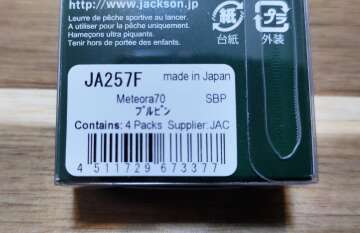 http://www.jackson.jp/
Leurre de pêche sportive au lancer.
A utiliser pour la pêche uniquement.
Hameçons ultra piquants.
Tenir hors de portée des enfants.
紙
台紙
プラ
外装
JA257F made in Japan
Meteora70 SBP
ブルピン
Contains: 4 Packs Supplier:JAC
4 511729 673377